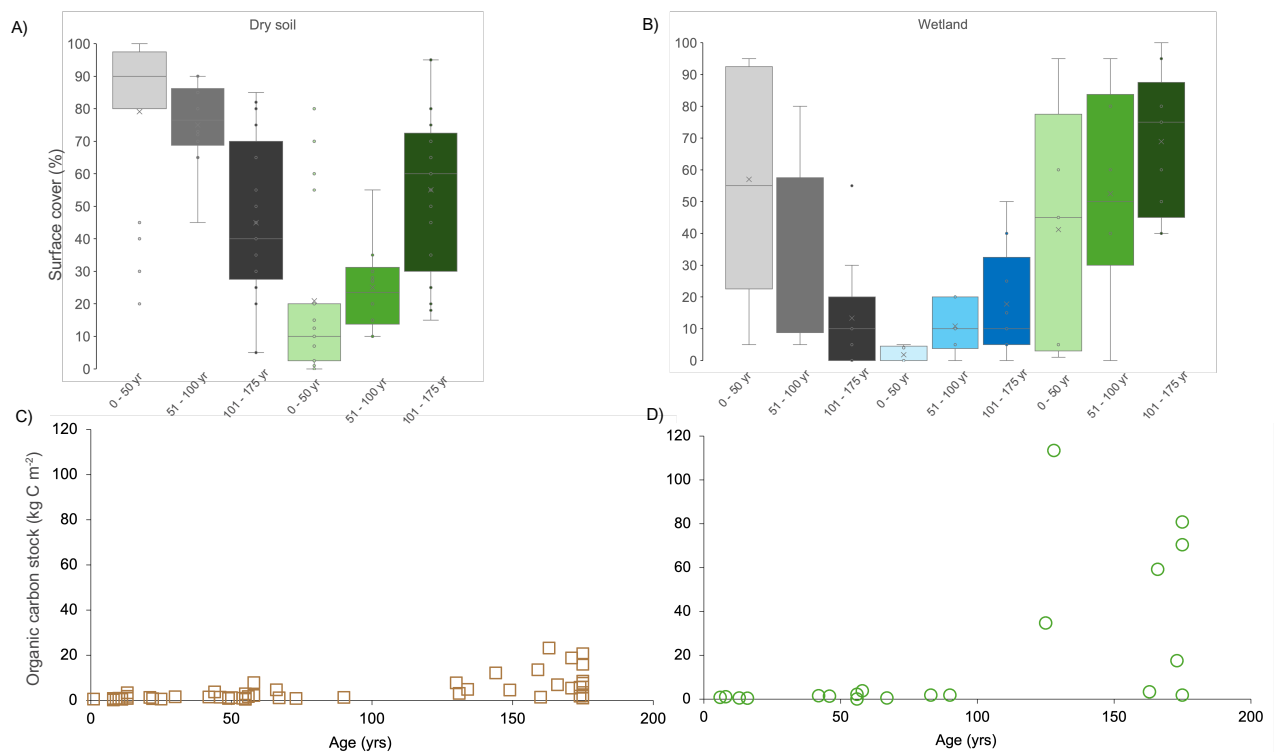 A)
Dry soil
100
90
80
70
60
50
40
30
20
10
0
Surface cover (%)
0 - 50 yr
51 - 100 yr
101 - 175 yr
0 - 50 yr
51 - 100 yr
101 - 175 yr
B)
Wetland
100
90
80
70
60
50
40
30
20
10
0
0 - 50 yr
51 - 100 yr
101 - 175 yr
0 - 50 yr
51 - 100 yr
101 - 175 yr
0 - 50 yr
51 - 100 yr
101 - 175 yr
C)
120
100
80
60
40
20
0
Organic carbon stock (kg C m⁻²)
0
50
100
150
200
Age (yrs)
D)
120
100
80
60
40
20
0
0
50
100
150
200
Age (yrs)